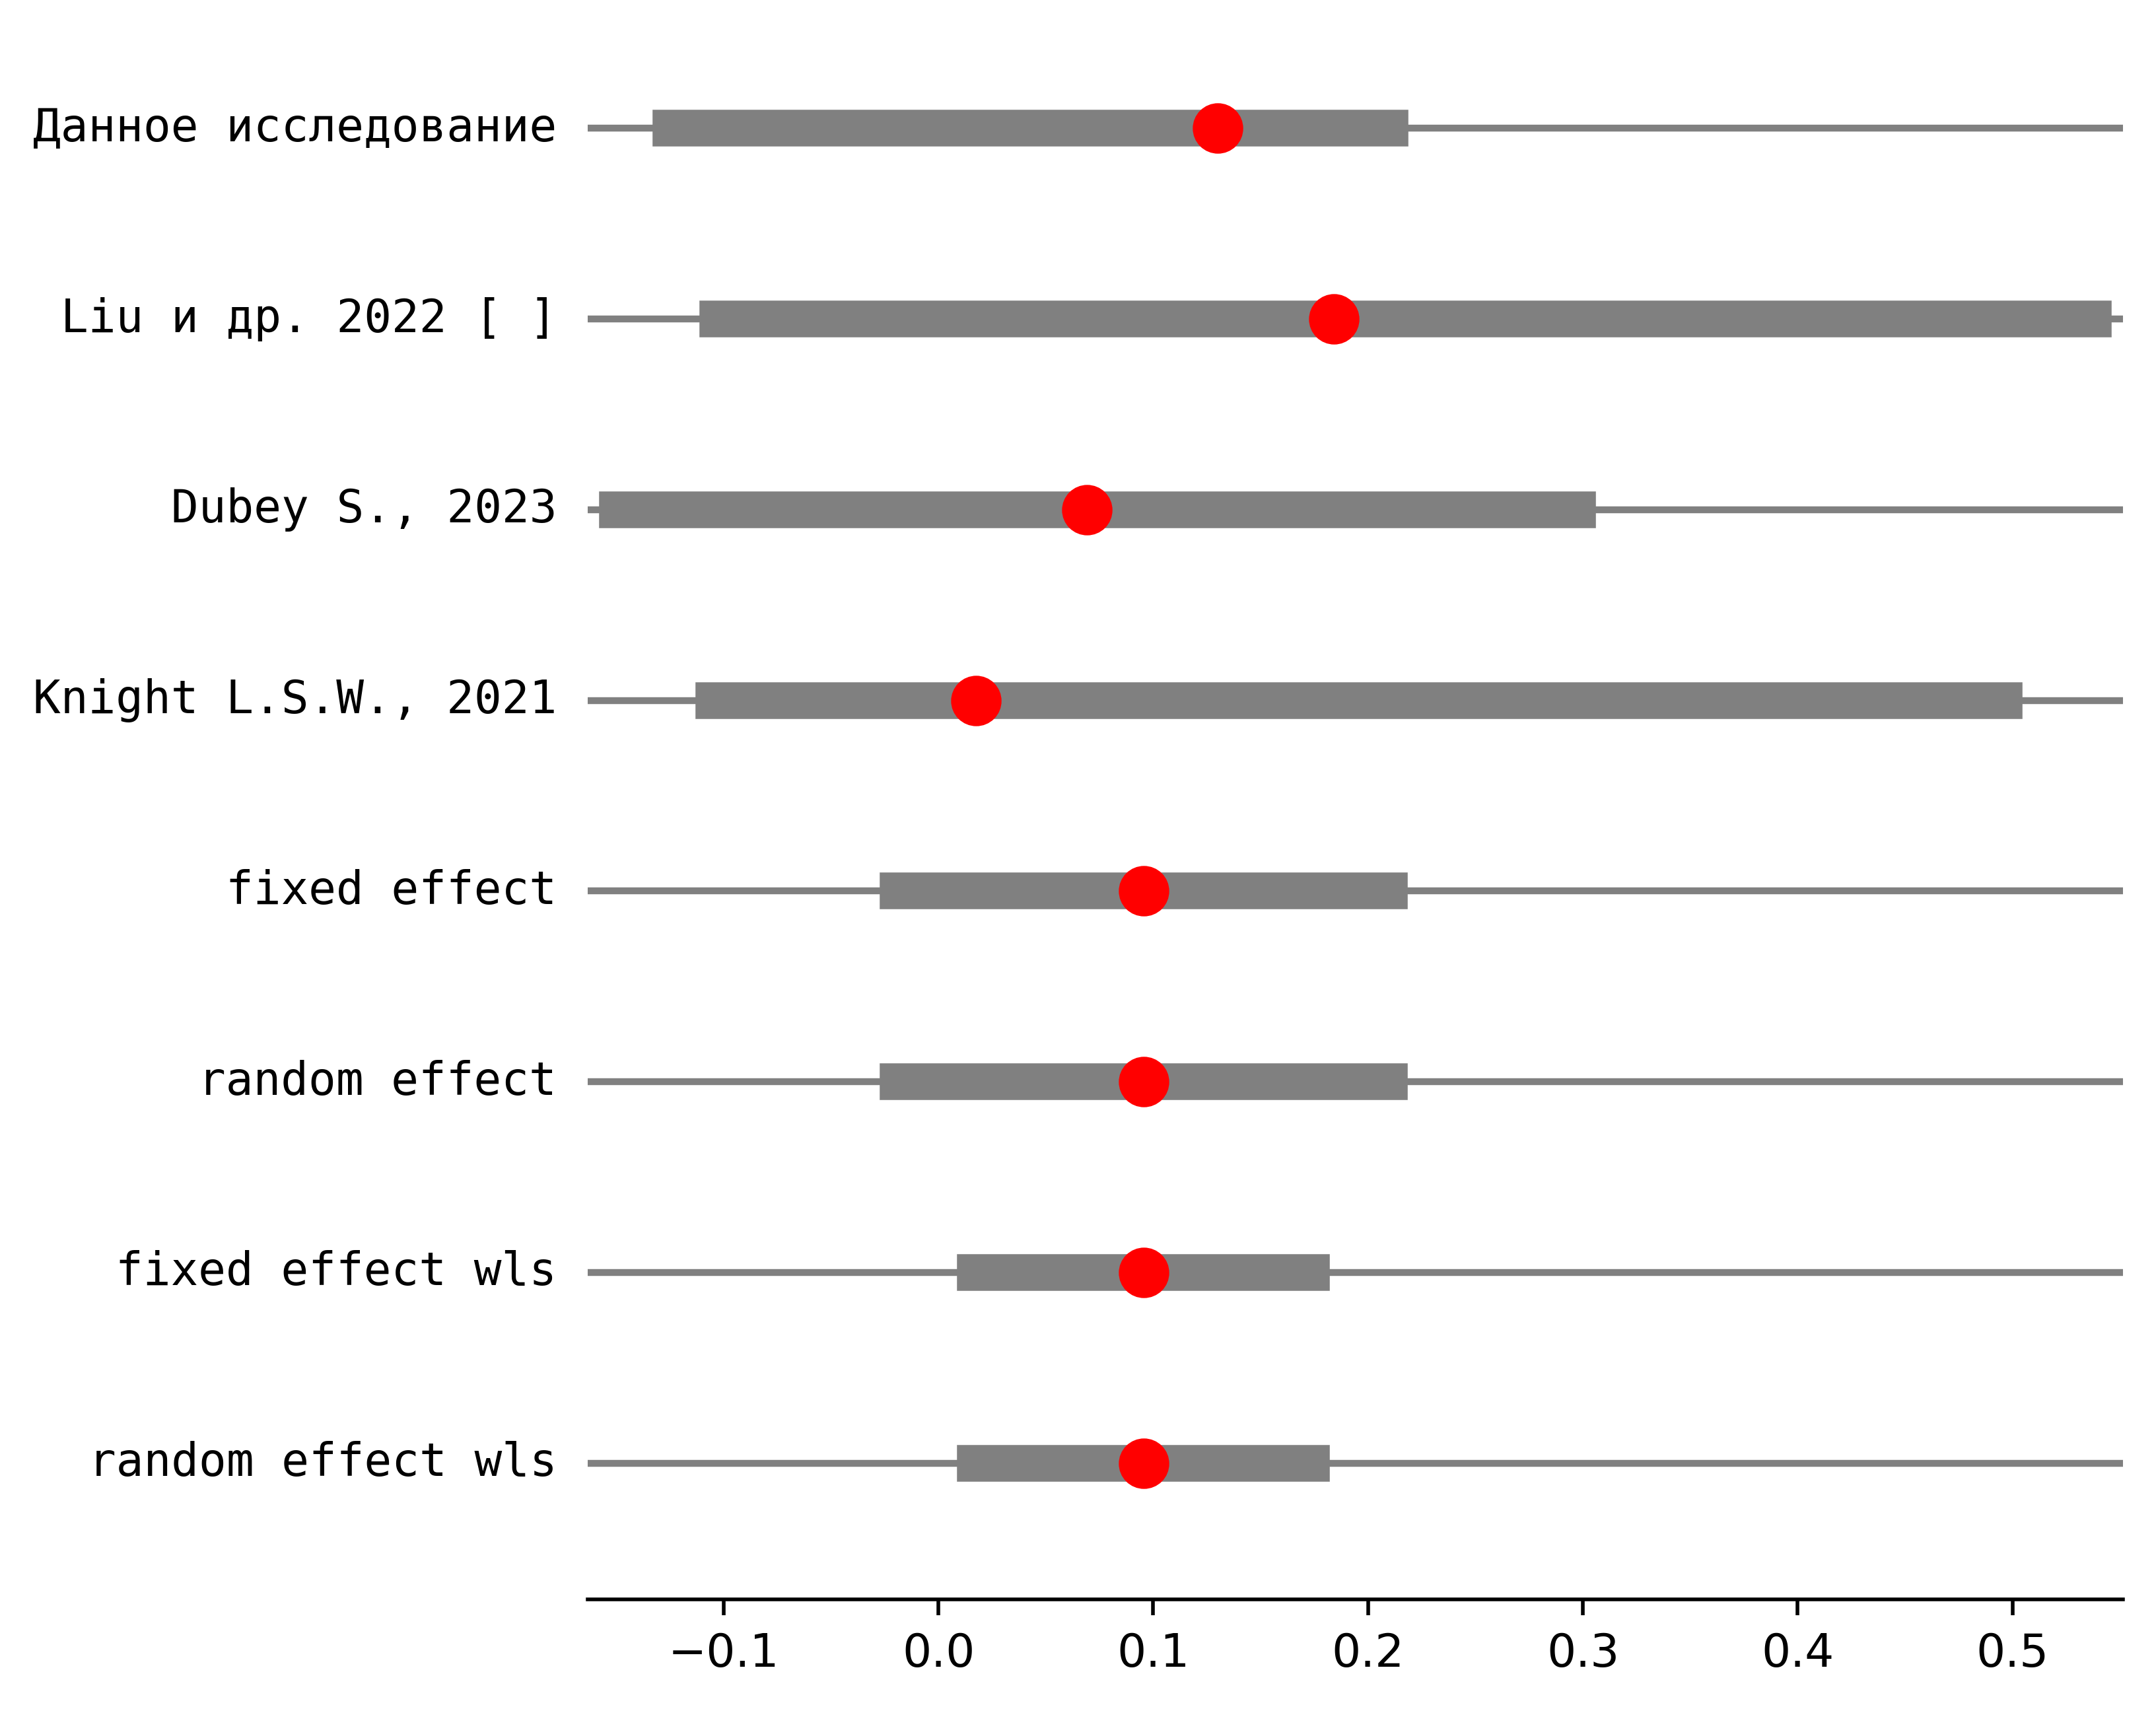 Данное исследование
Liu и др. 2022 [ ]
Dubey S., 2023
Knight L.S.W., 2021
fixed effect
random effect
fixed effect wls
random effect wls
−0.1 0.0 0.1 0.2 0.3 0.4 0.5